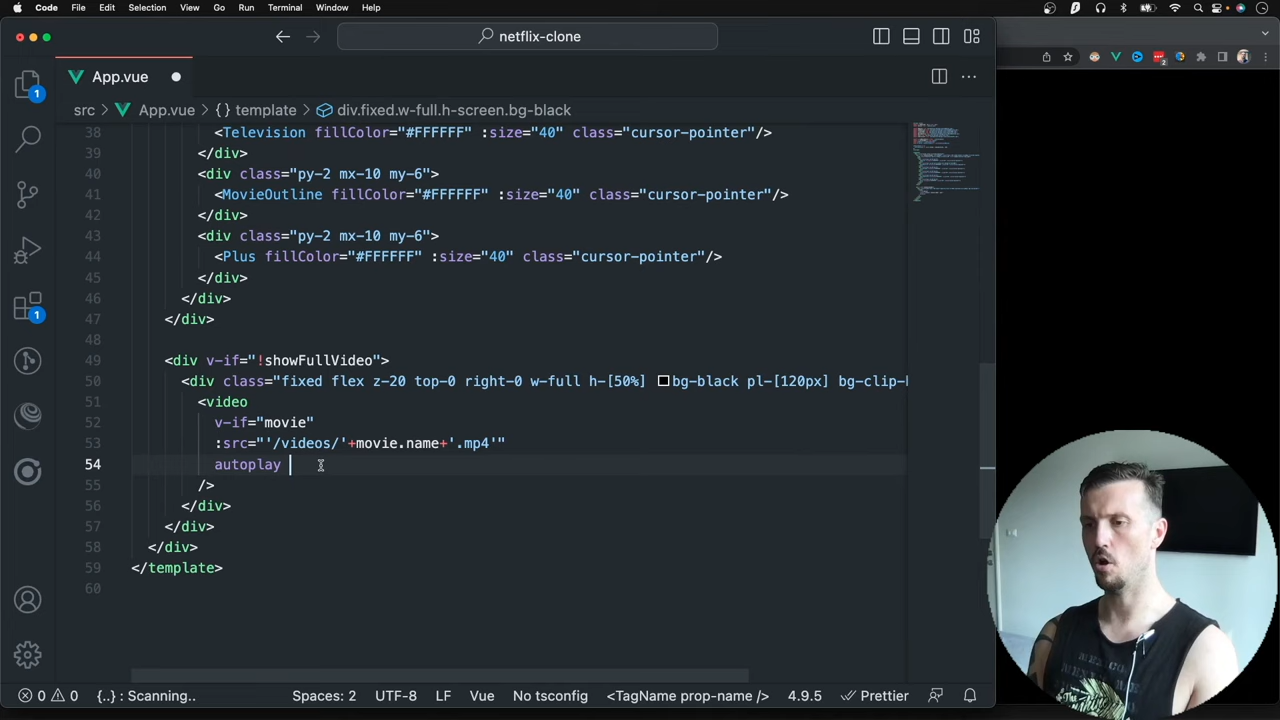 Code File Edit Selection View Go Run Terminal Window Help
netflix-clone
App.vue
src > App.vue > {} template > div.fixed.w-full.h-screen.bg-black
38 <Television fillColor="#FFFFFF" :size="40" class="cursor-pointer"/>
39 </div>
40 <div class="py-2 mx-10 my-6">
41 <MovieOutline fillColor="#FFFFFF" :size="40" class="cursor-pointer"/>
42 </div>
43 <div class="py-2 mx-10 my-6">
44 <Plus fillColor="#FFFFFF" :size="40" class="cursor-pointer"/>
45 </div>
46 </div>
47 </div>
48
49 <div v-if="!showFullVideo">
50 <div class="fixed flex z-20 top-0 right-0 w-full h-[50%] bg-black pl-[120px] bg-clip-
51 <video
52 v-if="movie"
53 :src="'/videos/'+movie.name+'.mp4'"
54 autoplay
55 />
56 </div>
57 </div>
58 </div>
59 </template>
60
0 0 {..} : Scanning.. Spaces: 2 UTF-8 LF Vue No tsconfig <TagName prop-name /> 4.9.5 Prettier